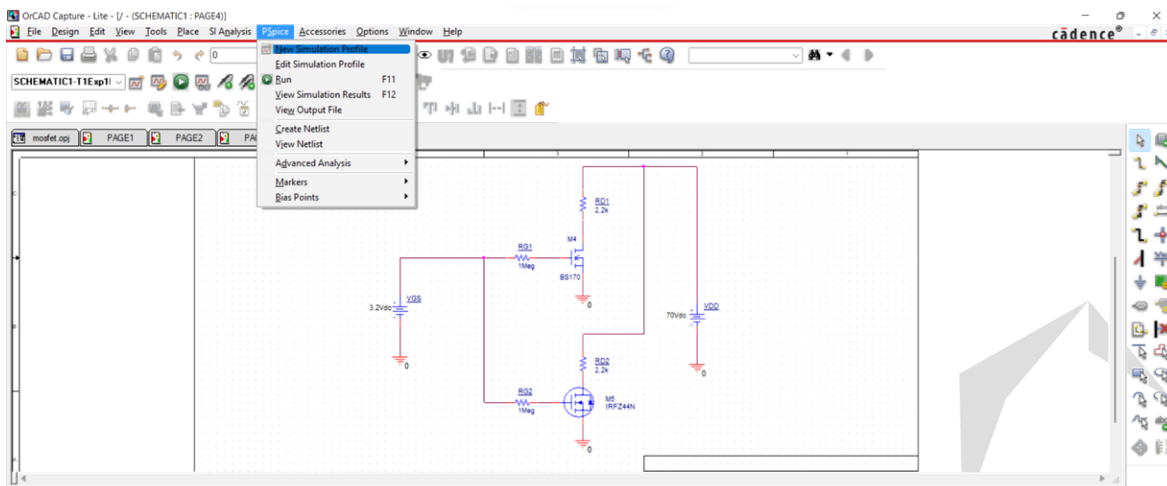 OrCAD Capture - Lite - [/ - (SCHEMATIC1 : PAGE4)]
File Edit View Tools Place SI Analysis PSpice Accessories Options Window Help
cādence®
New Simulation Profile
0
Edit Simulation Profile
SCHEMATIC1-T1Exp1I
Run F11
View Simulation Results F12
View Output File
Create Netlist
mosfet.opj PAGE1 PAGE2
View Netlist
Advanced Analysis
Markers
Bias Points
RD1
2.2k
M4
RG1
1Meg
BS170
VGS
3.2Vdc
0
VDD
70Vdc
0
RD2
2.2k
0
RG2
1Meg
M5
IRFZ44N
0